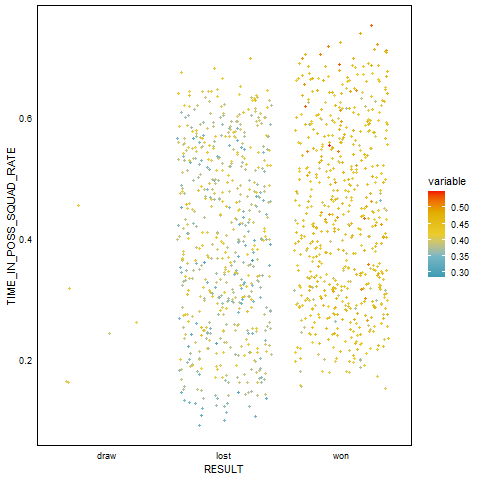 TIME_IN_POSS_SQUAD_RATE
0.6
0.4
0.2
draw lost won
RESULT
variable
0.50
0.45
0.40
0.35
0.30